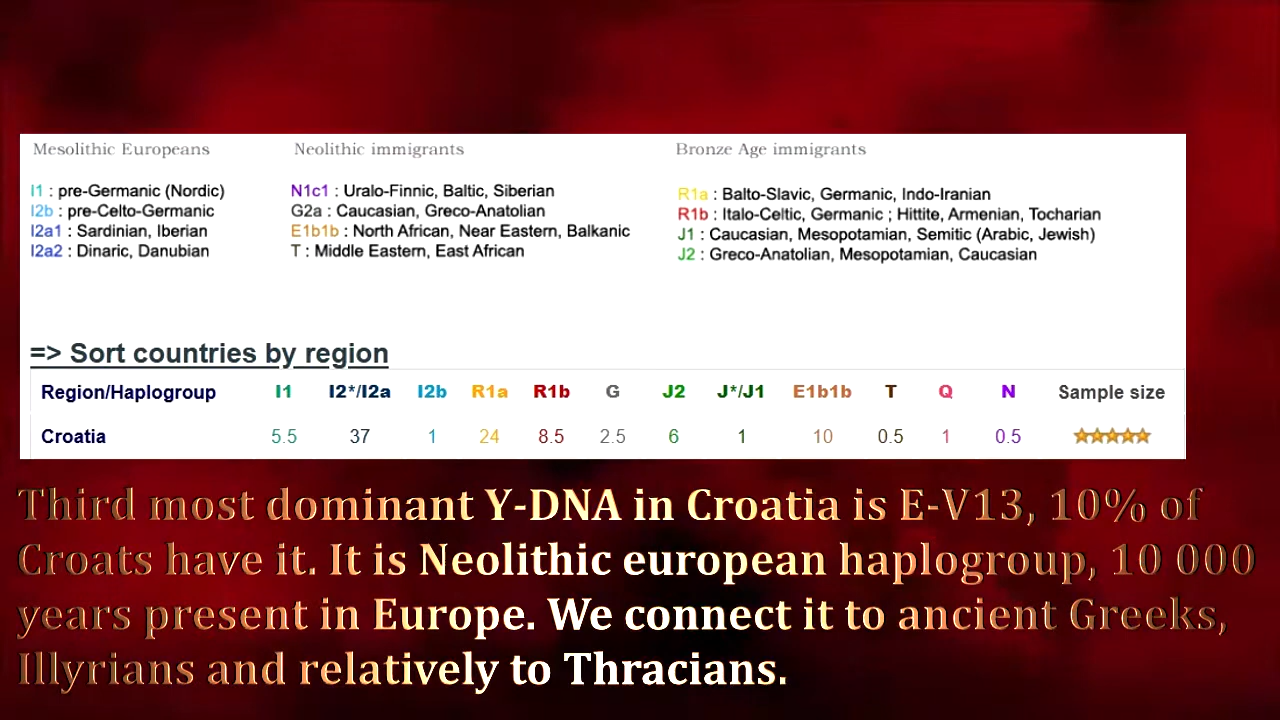 Mesolithic Europeans
Neolithic immigrants
Bronze Age immigrants
I1 : pre-Germanic (Nordic)
I2b : pre-Celto-Germanic
I2a1 : Sardinian, Iberian
I2a2 : Dinaric, Danubian
N1c1 : Uralo-Finnic, Baltic, Siberian
G2a : Caucasian, Greco-Anatolian
E1b1b : North African, Near Eastern, Balkanic
T : Middle Eastern, East African
R1a : Balto-Slavic, Germanic, Indo-Iranian
R1b : Italo-Celtic, Germanic ; Hittite, Armenian, Tocharian
J1 : Caucasian, Mesopotamian, Semitic (Arabic, Jewish)
J2 : Greco-Anatolian, Mesopotamian, Caucasian
=> Sort countries by region
Region/Haplogroup I1 I2*/I2a I2b R1a R1b G J2 J*/J1 E1b1b T Q N Sample size
Croatia 5.5 37 1 24 8.5 2.5 6 1 10 0.5 1 0.5
Third most dominant Y-DNA in Croatia is E-V13, 10% of
Croats have it. It is Neolithic european haplogroup, 10 000
years present in Europe. We connect it to ancient Greeks,
Illyrians and relatively to Thracians.